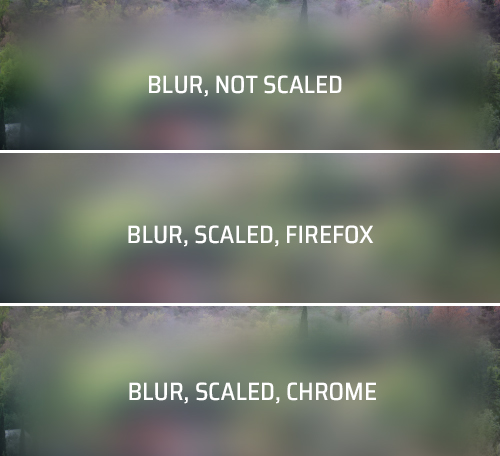 BLUR, NOT SCALED
BLUR, SCALED, FIREFOX
BLUR, SCALED, CHROME